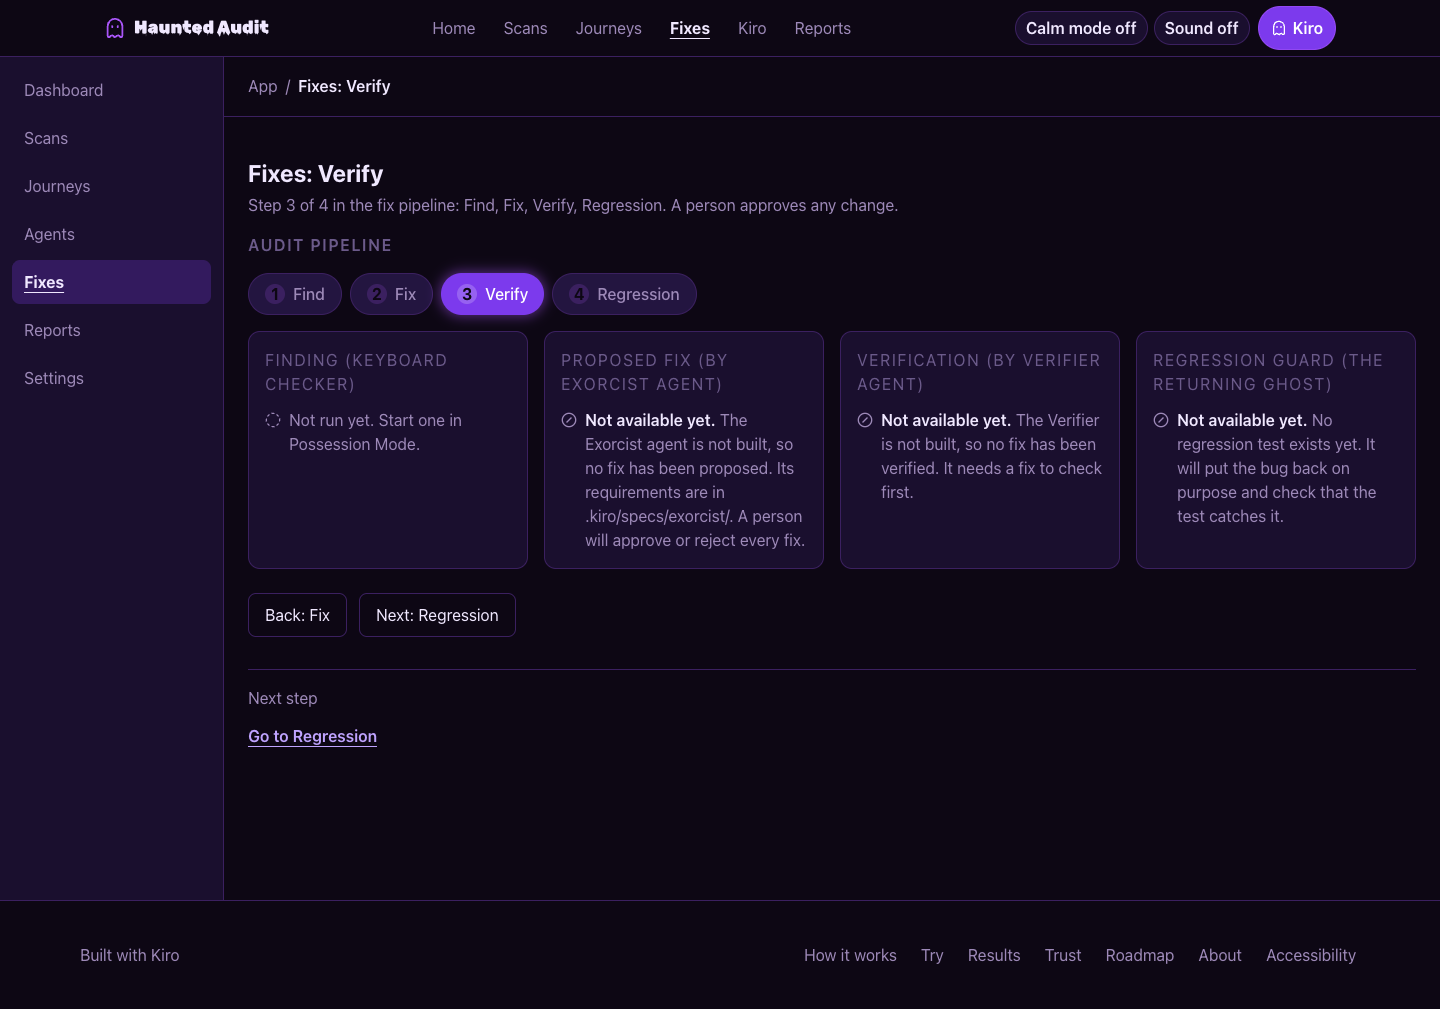 Haunted Audit
Home
Scans
Journeys
Fixes
Kiro
Reports
Calm mode off
Sound off
Kiro
Dashboard
Scans
Journeys
Agents
Fixes
Reports
Settings
App / Fixes: Verify
Fixes: Verify
Step 3 of 4 in the fix pipeline: Find, Fix, Verify, Regression. A person approves any change.
AUDIT PIPELINE
1 Find
2 Fix
3 Verify
4 Regression
FINDING (KEYBOARD
CHECKER)
Not run yet. Start one in
Possession Mode.
PROPOSED FIX (BY
EXORCIST AGENT)
Not available yet. The
Exorcist agent is not built, so
no fix has been proposed. Its
requirements are in
.kiro/specs/exorcist/. A person
will approve or reject every fix.
VERIFICATION (BY VERIFIER
AGENT)
Not available yet. The Verifier
is not built, so no fix has been
verified. It needs a fix to check
first.
REGRESSION GUARD (THE
RETURNING GHOST)
Not available yet. No
regression test exists yet. It
will put the bug back on
purpose and check that the
test catches it.
Back: Fix
Next: Regression
Next step
Go to Regression
Built with Kiro
How it works
Try
Results
Trust
Roadmap
About
Accessibility